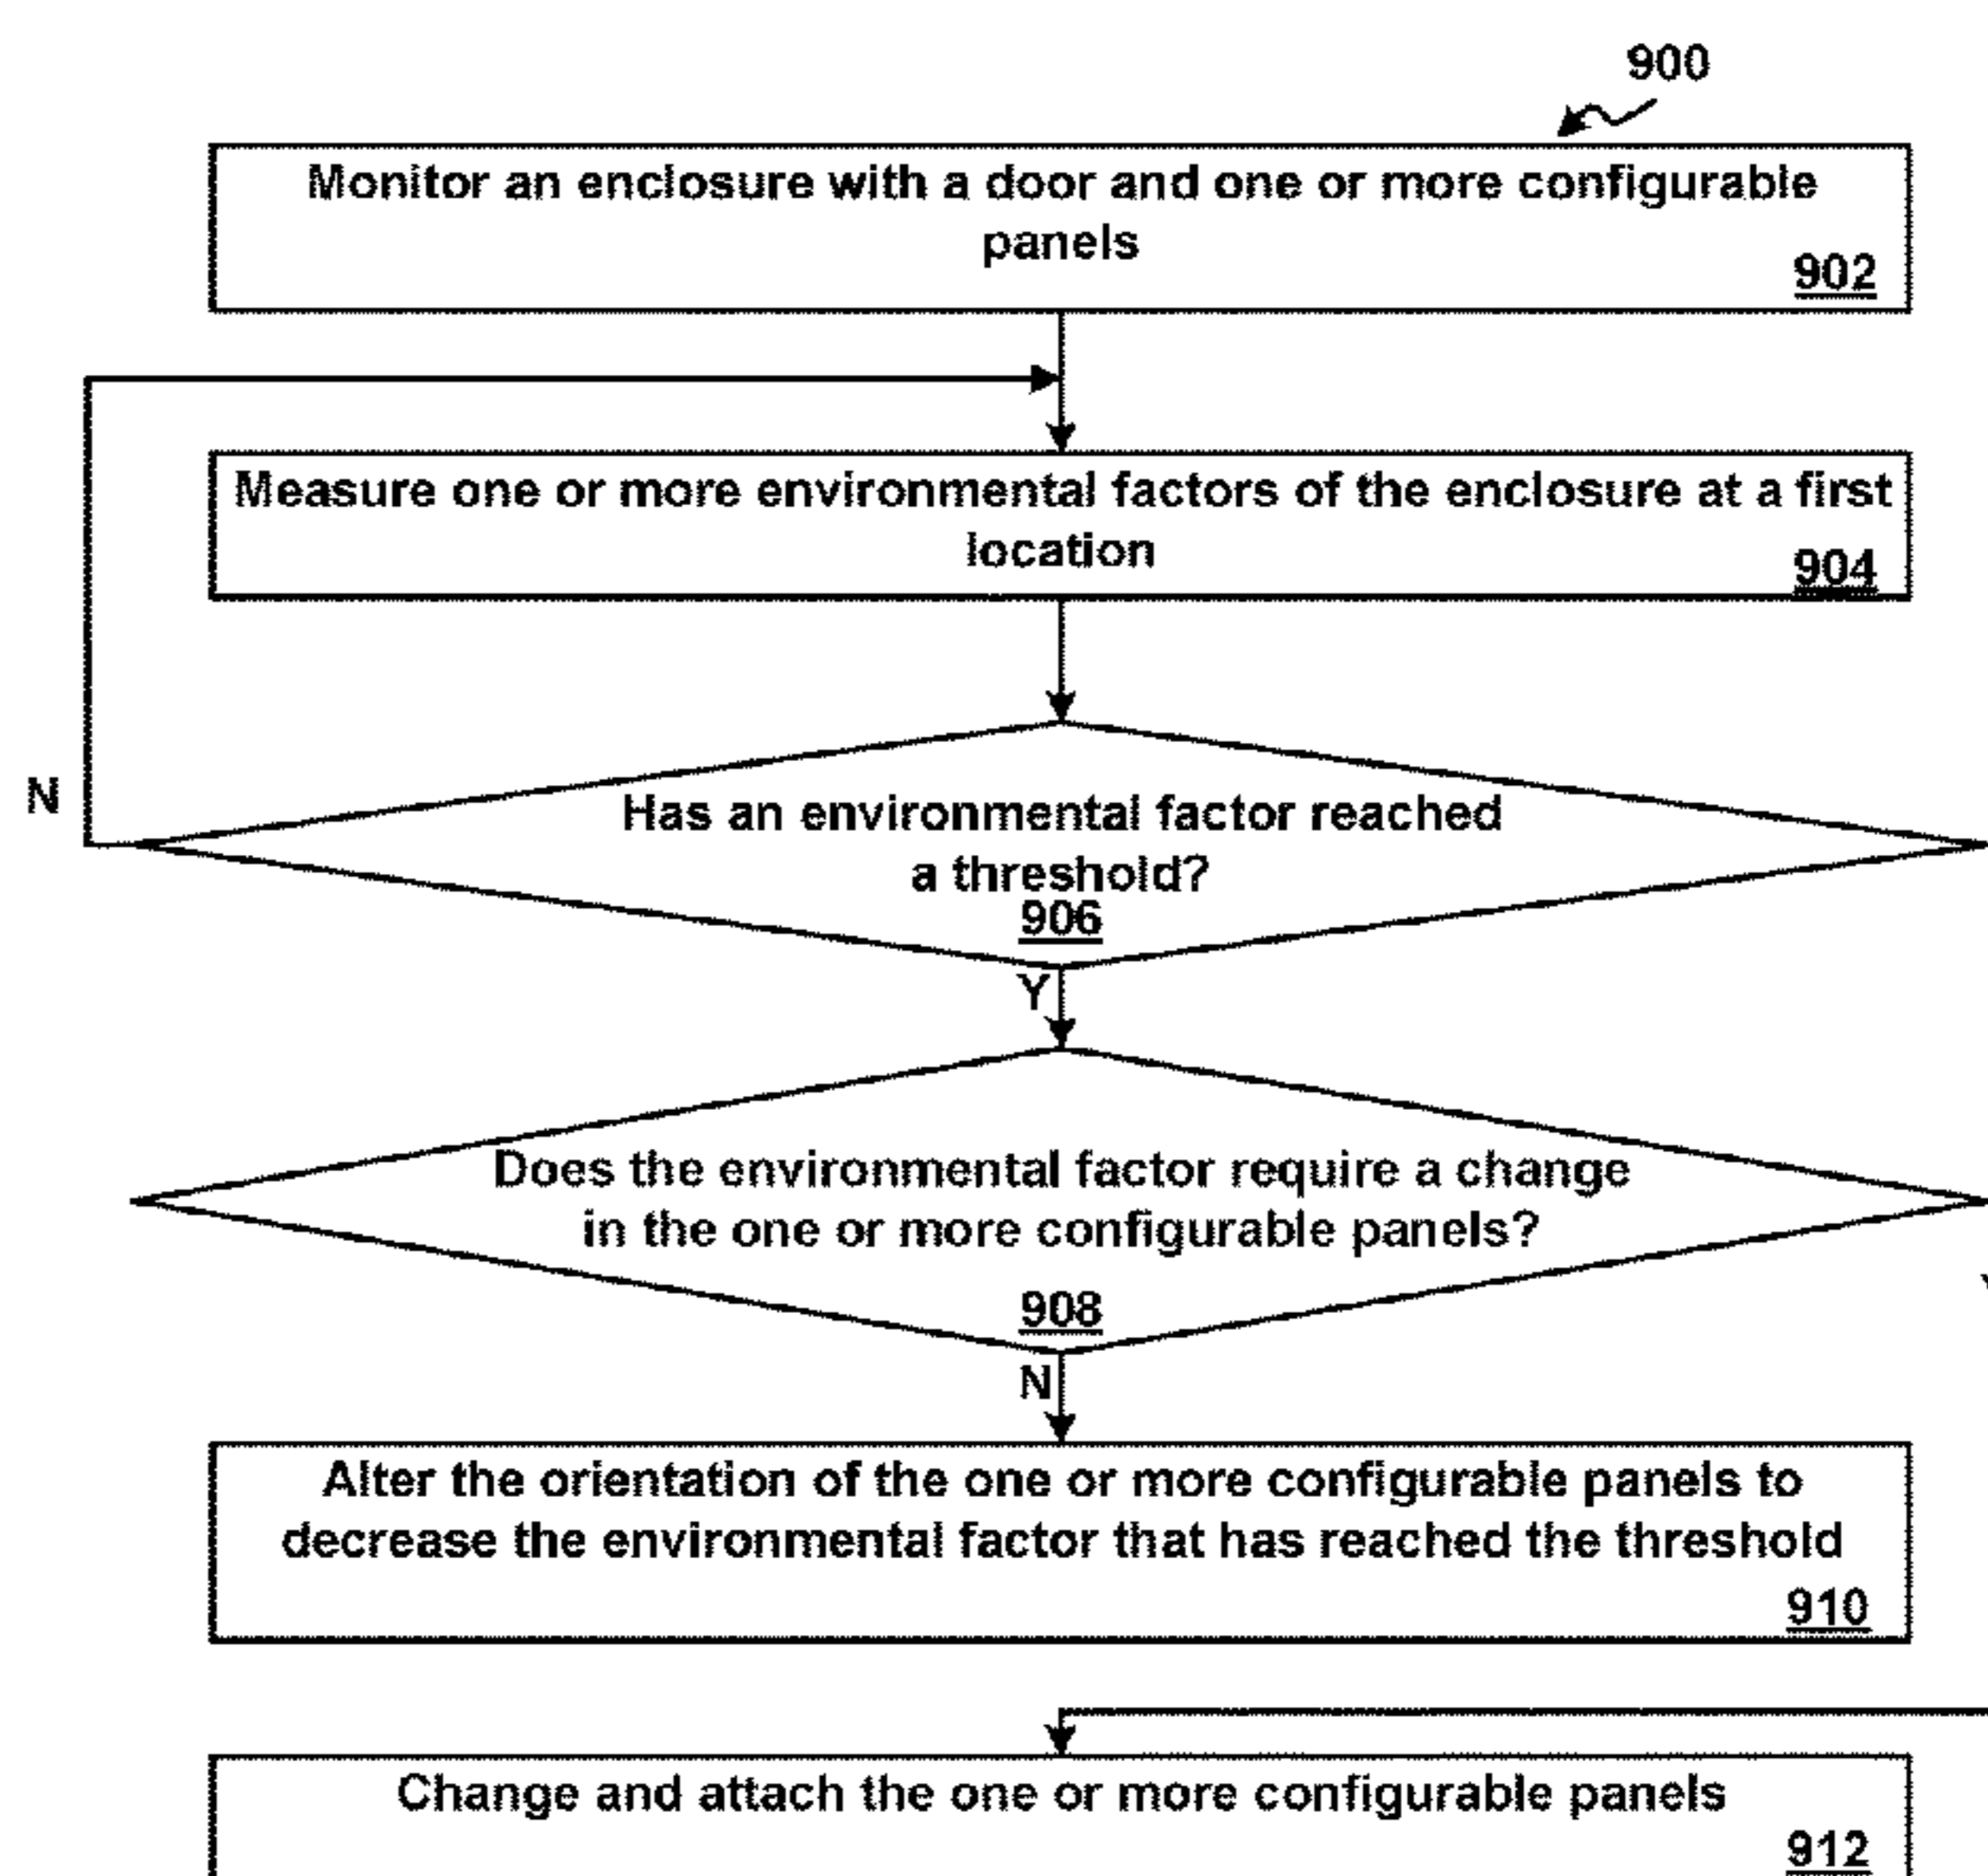 900
Monitor an enclosure with a door and one or more configurable
panels
902
Measure one or more environmental factors of the enclosure at a first
location
904
N
Has an environmental factor reached
a threshold?
906
Y
Does the environmental factor require a change
in the one or more configurable panels?
908
N
Alter the orientation of the one or more configurable panels to
decrease the environmental factor that has reached the threshold
910
Change and attach the one or more configurable panels
912